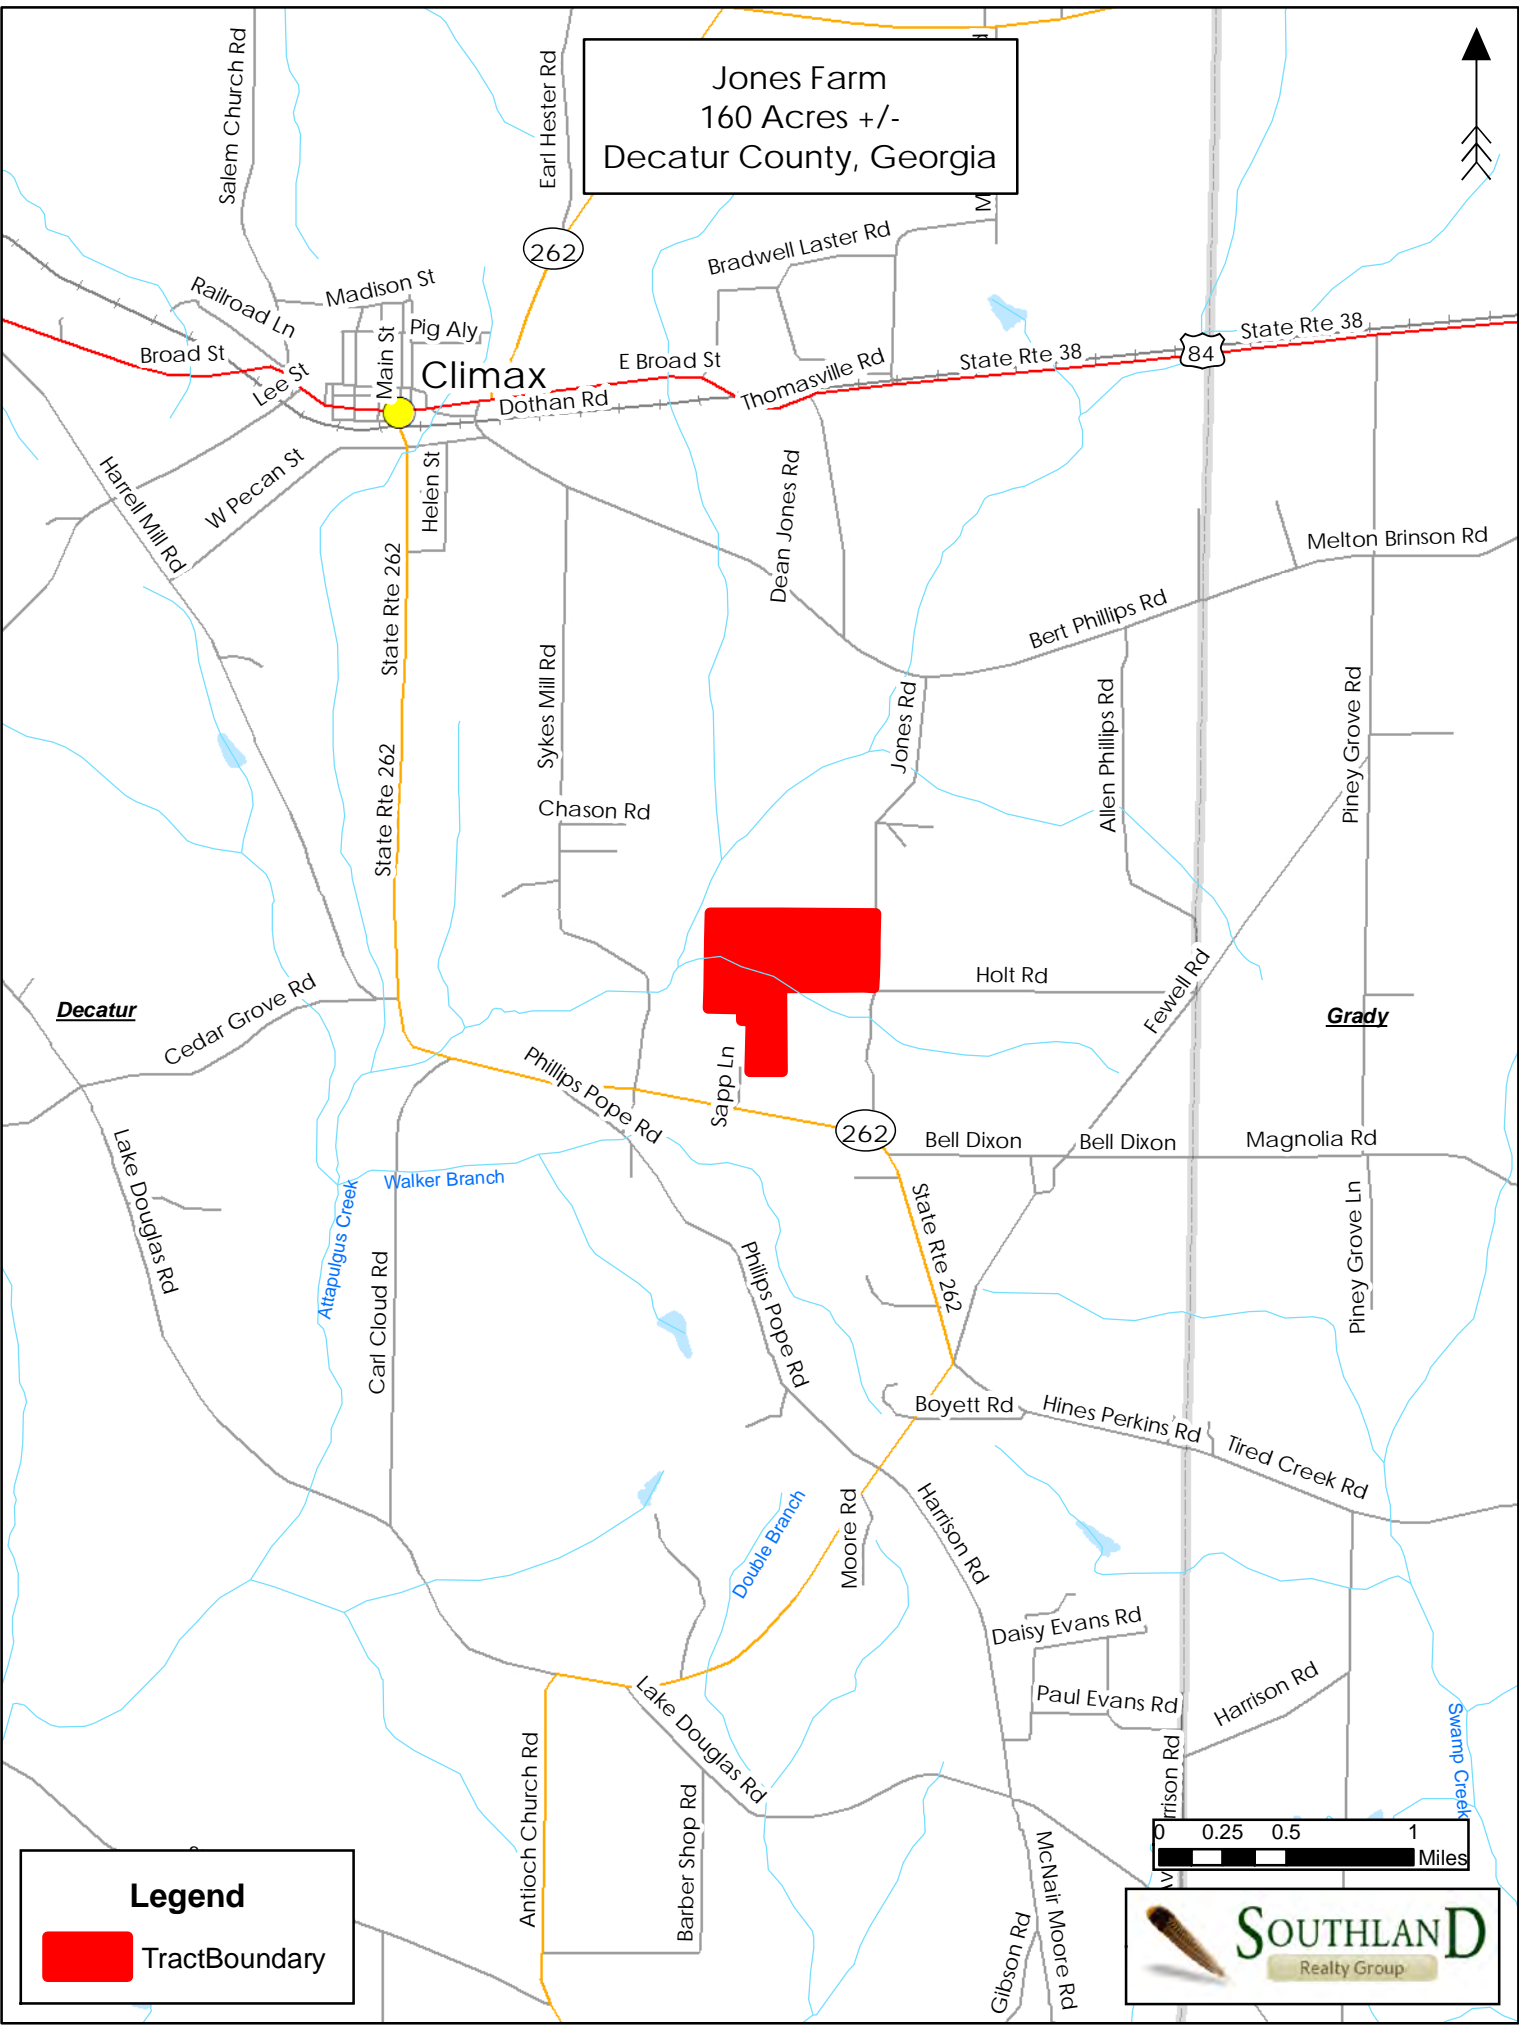 Jones Farm
160 Acres +/-
Decatur County, Georgia
Salem Church Rd
Earl Hester Rd
262
Bradwell Laster Rd
Madison St
Railroad Ln
Pig Aly
Main St
Broad St
Lee St
Climax
E Broad St
Dothan Rd
Thomasville Rd
State Rte 38
84
State Rte 38
Harrell Mill Rd
W Pecan St
Helen St
Dean Jones Rd
Melton Brinson Rd
State Rte 262
Bert Phillips Rd
Sykes Mill Rd
Jones Rd
Allen Phillips Rd
Piney Grove Rd
State Rte 262
Chason Rd
Decatur
Cedar Grove Rd
Holt Rd
Fewell Rd
Grady
Phillips Pope Rd
Sapp Ln
262
Bell Dixon
Bell Dixon
Magnolia Rd
Lake Douglas Rd
Walker Branch
Attapulgus Creek
State Rte 262
Piney Grove Ln
Carl Cloud Rd
Philips Pope Rd
Boyett Rd
Hines Perkins Rd
Tired Creek Rd
Double Branch
Moore Rd
Harrison Rd
Daisy Evans Rd
Paul Evans Rd
Harrison Rd
Lake Douglas Rd
Swamp Creek
Antioch Church Rd
Barber Shop Rd
rrison Rd
McNair Moore Rd
Gibson Rd
0 0.25 0.5 1
Miles
Legend
TractBoundary
SOUTHLAND
Realty Group